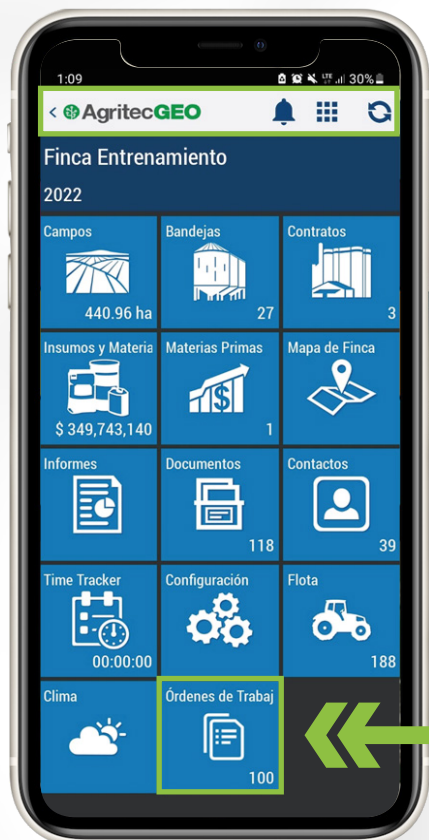 1:09
LTE
30%
< AgritecGEO
Finca Entrenamiento
2022
Campos
440.96 ha
Bandejas
27
Contratos
3
Insumos y Materia
$ 349,743,140
Materias Primas
$
1
Mapa de Finca
Informes
Documentos
118
Contactos
39
Time Tracker
00:00:00
Configuración
Flota
188
Clima
Órdenes de Trabaj
100